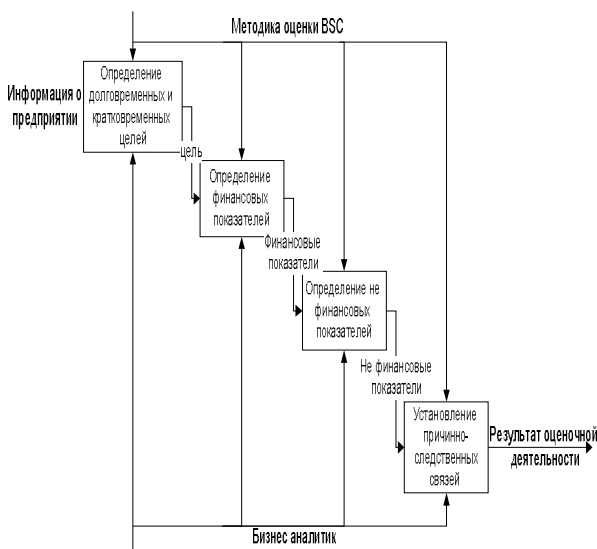 Методика оценки BSC
Информация о
предприятии
Определение
долговременных и
кратковременных
целей
цель
Определение
финансовых
показателей
Финансовые
показатели
Определение не
финансовых
показателей
Не финансовые
показатели
Установление
причинно-
следственных
связей
Результат оценочной
деятельности
Бизнес аналитик